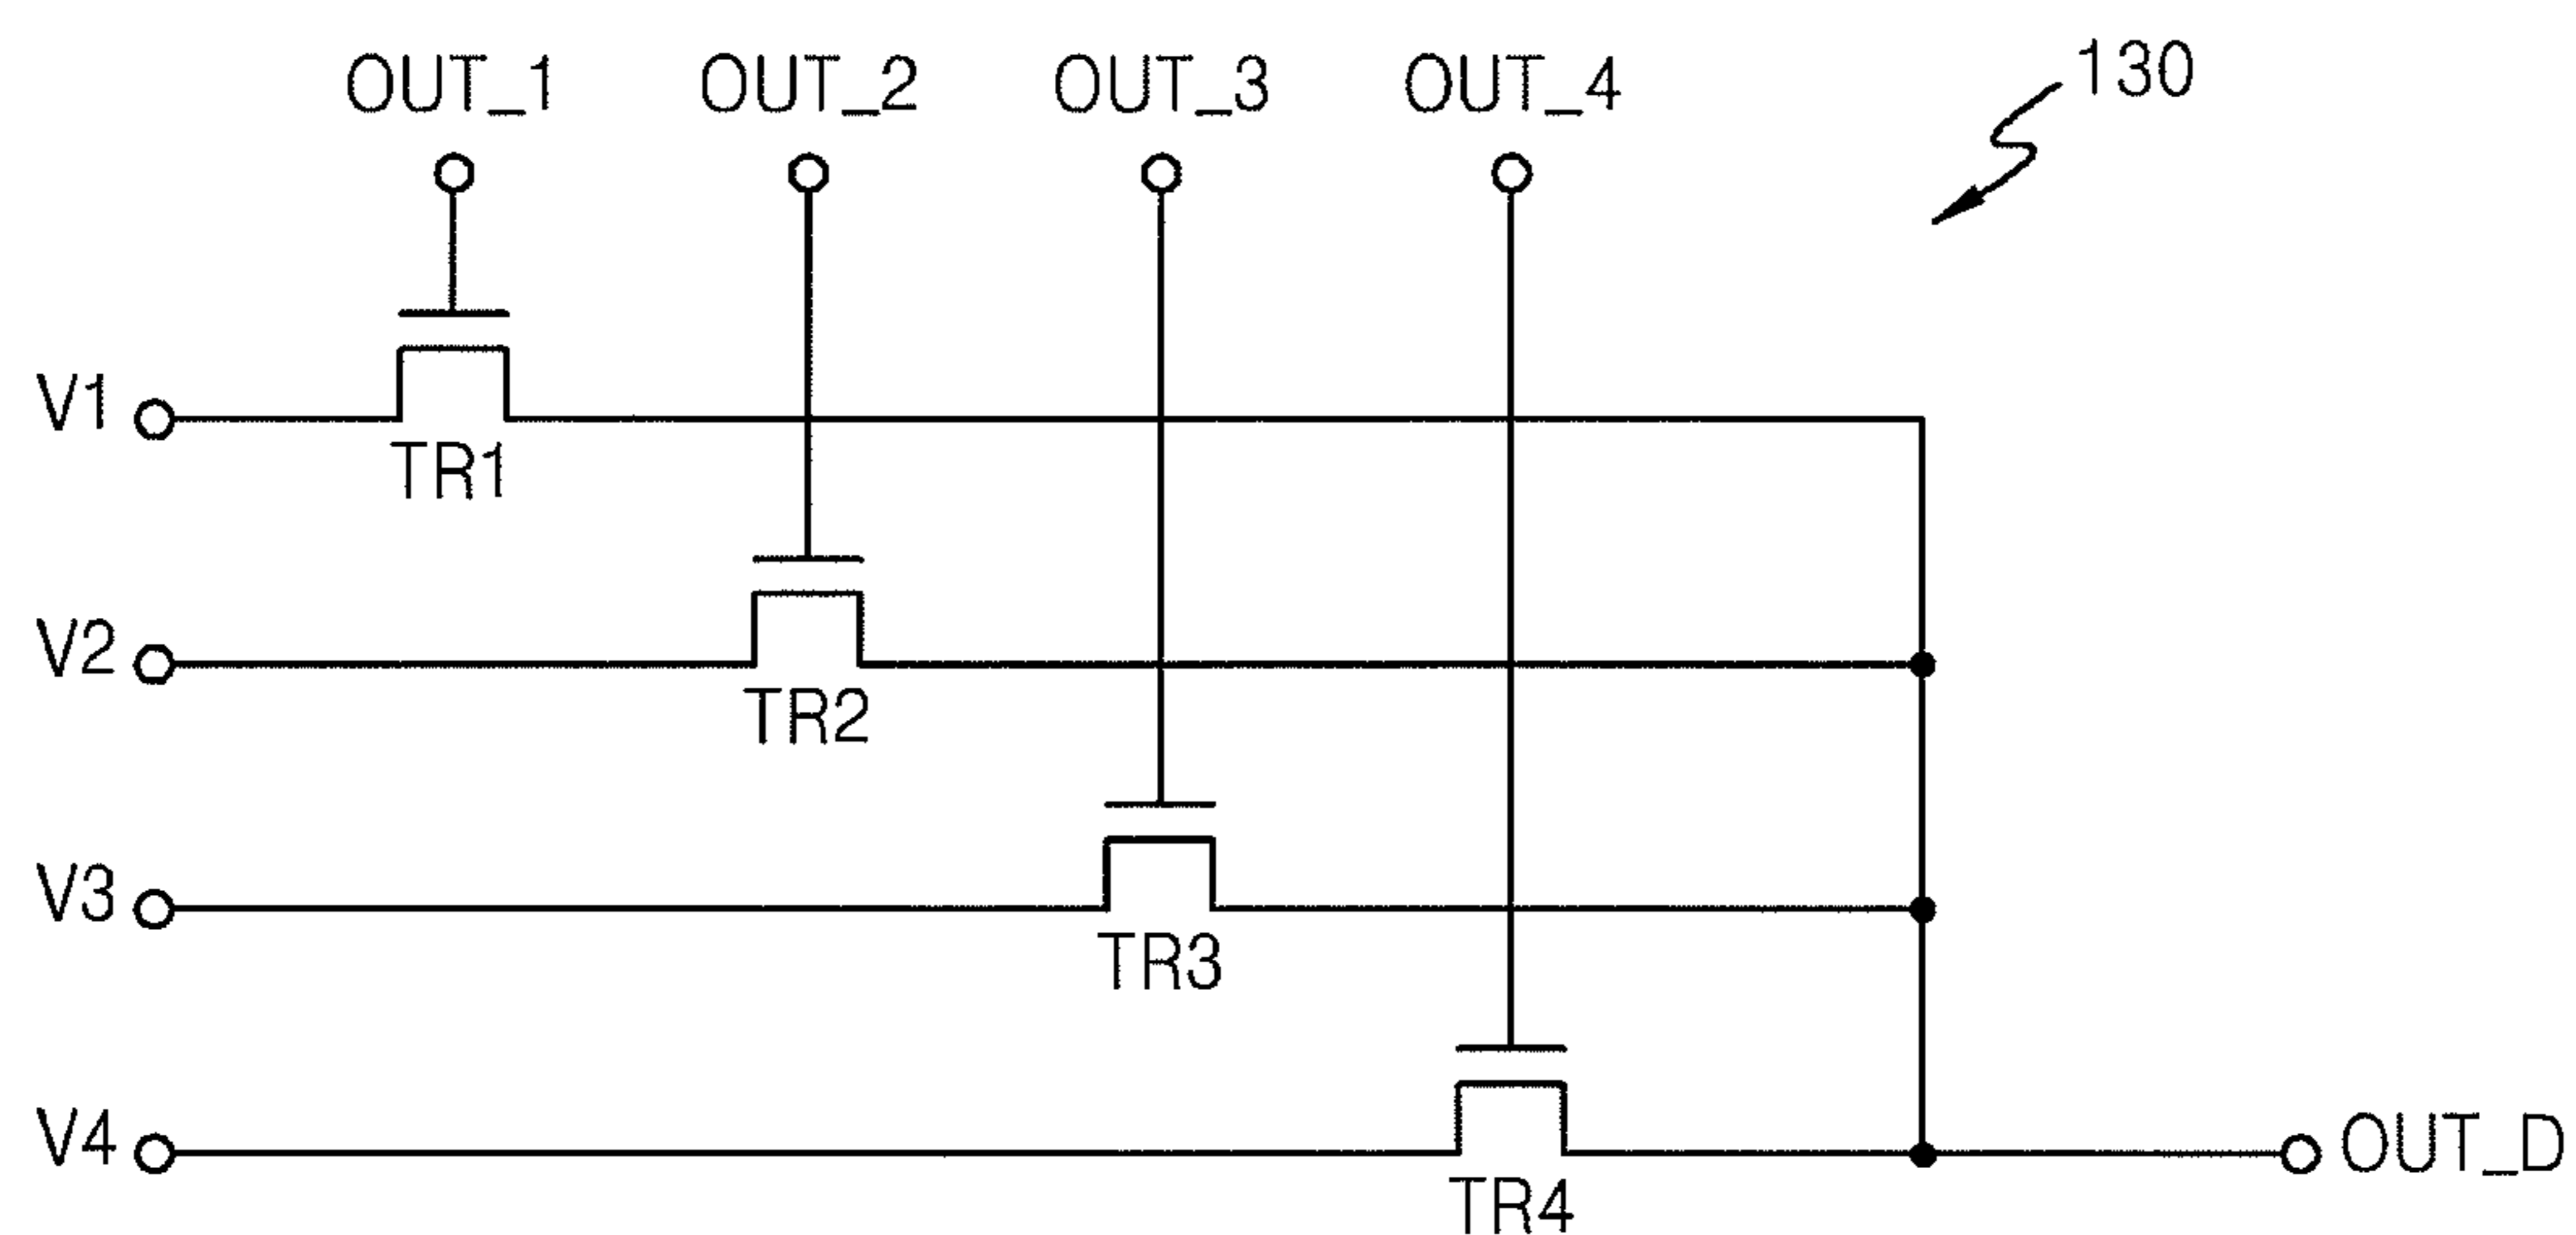 OUT_1 OUT_2 OUT_3 OUT_4 130
V1
TR1
V2
TR2
V3
TR3
V4 OUT_D
TR4